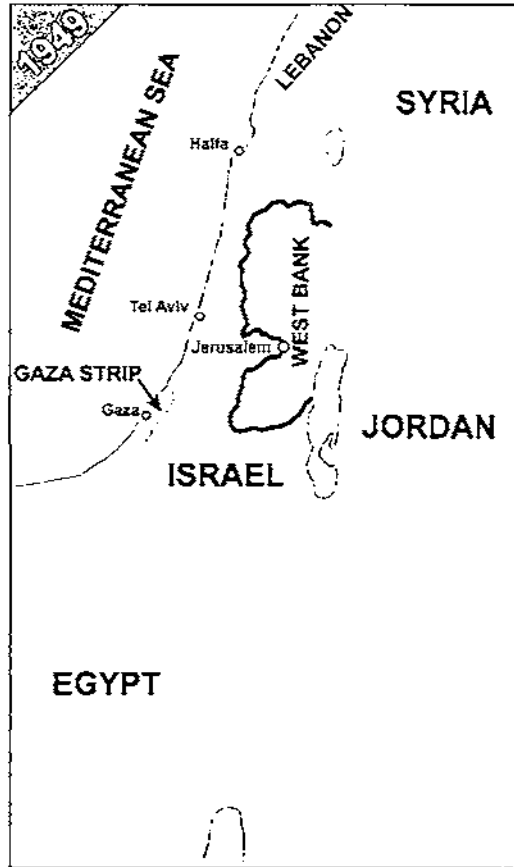 1949
LEBANON
SYRIA
MEDITERRANEAN SEA
Haifa
WEST BANK
Tel Aviv
Jerusalem
GAZA STRIP
Gaza
JORDAN
ISRAEL
EGYPT